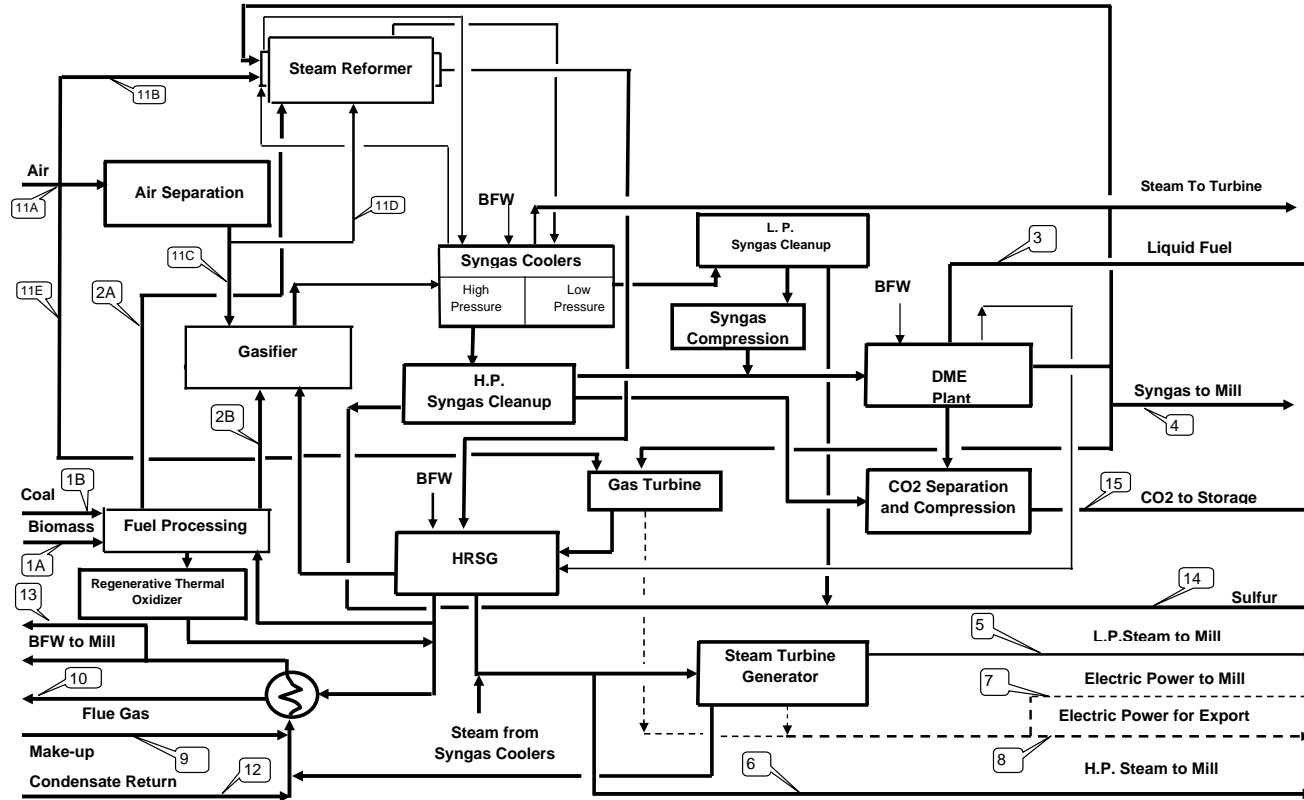 Steam Reformer
11B
Air
Air Separation
11A
11D
BFW
Steam To Turbine
L. P.
Syngas Cleanup
3
Liquid Fuel
11C
Syngas Coolers
High
Pressure
Low
Pressure
11E
2A
BFW
Syngas
Compression
Gasifier
H.P.
Syngas Cleanup
DME
Plant
Syngas to Mill
4
2B
BFW
Gas Turbine
CO2 Separation
and Compression
15
CO2 to Storage
1B
Coal
Biomass
Fuel Processing
1A
HRSG
Regenerative Thermal
Oxidizer
13
14
Sulfur
BFW to Mill
5
L.P.Steam to Mill
Steam Turbine
Generator
10
7
Electric Power to Mill
Flue Gas
Electric Power for Export
Steam from
Syngas Coolers
Make-up
9
8
Condensate Return
12
6
H.P. Steam to Mill